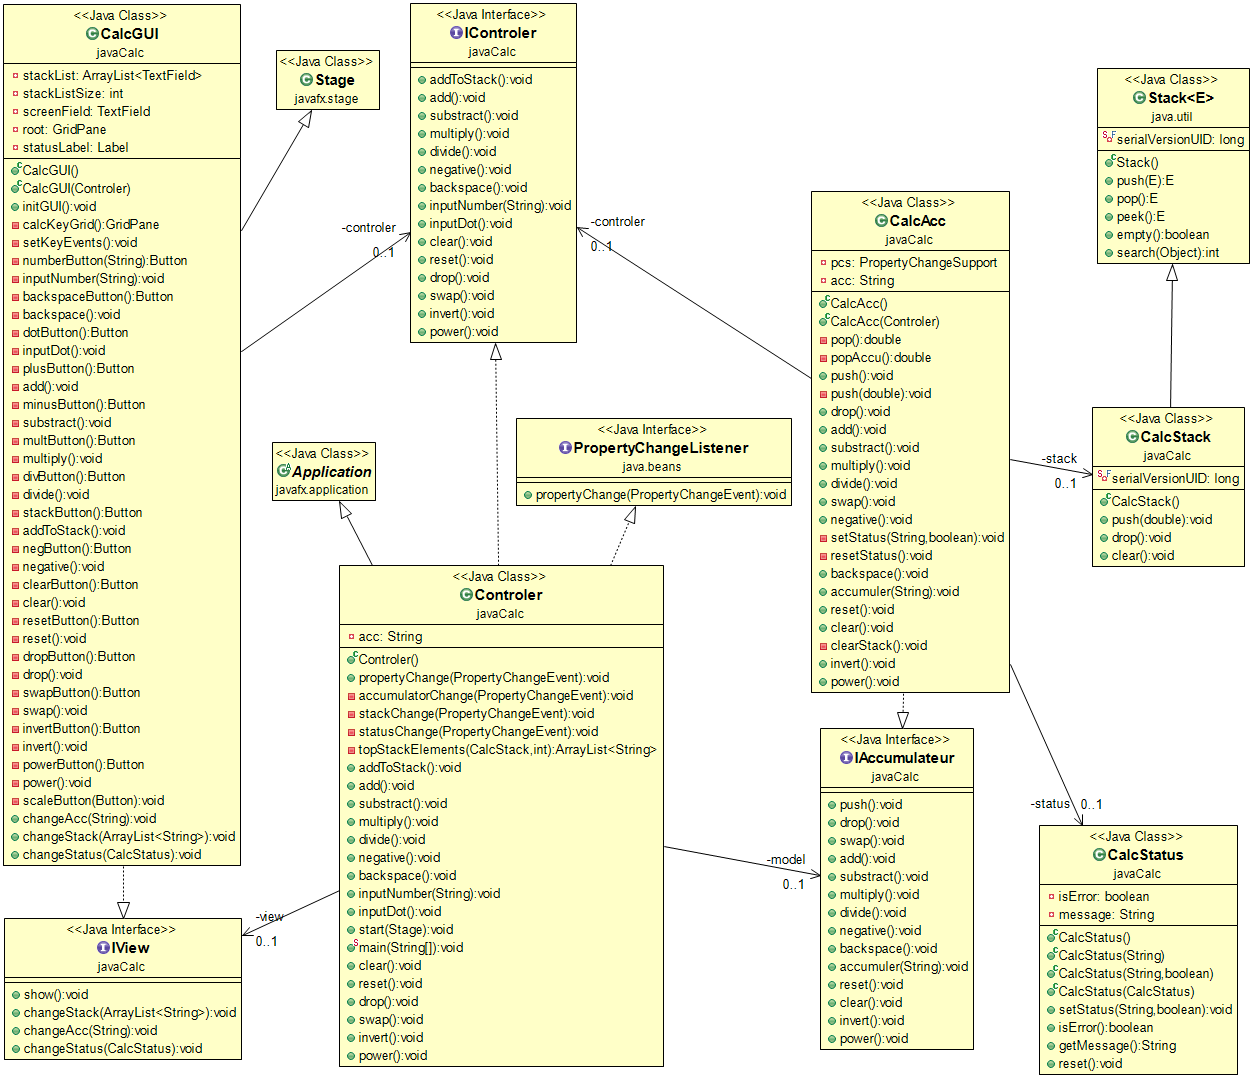 <<Java Class>>
CalcGUI
javaCalc
stackList: ArrayList<TextField>
stackListSize: int
screenField: TextField
root: GridPane
statusLabel: Label
CalcGUI()
CalcGUI(Controler)
initGUI():void
calcKeyGrid():GridPane
setKeyEvents():void
numberButton(String):Button
inputNumber(String):void
backspaceButton():Button
backspace():void
dotButton():Button
inputDot():void
plusButton():Button
add():void
minusButton():Button
substract():void
multButton():Button
multiply():void
divButton():Button
divide():void
stackButton():Button
addToStack():void
negButton():Button
negative():void
clearButton():Button
clear():void
resetButton():Button
reset():void
dropButton():Button
drop():void
swapButton():Button
swap():void
invertButton():Button
invert():void
powerButton():Button
power():void
scaleButton(Button):void
changeAcc(String):void
changeStack(ArrayList<String>):void
changeStatus(CalcStatus):void
<<Java Class>>
Stage
javafx.stage
<<Java Interface>>
IControler
javaCalc
addToStack():void
add():void
substract():void
multiply():void
divide():void
negative():void
backspace():void
inputNumber(String):void
inputDot():void
clear():void
reset():void
drop():void
swap():void
invert():void
power():void
-controler
0..1
-controler
0..1
<<Java Class>>
CalcAcc
javaCalc
pcs: PropertyChangeSupport
acc: String
CalcAcc()
CalcAcc(Controler)
pop():double
popAccu():double
push():void
push(double):void
drop():void
add():void
substract():void
multiply():void
divide():void
swap():void
negative():void
setStatus(String,boolean):void
resetStatus():void
backspace():void
accumuler(String):void
reset():void
clear():void
clearStack():void
invert():void
power():void
<<Java Class>>
Stack<E>
java.util
serialVersionUID: long
Stack()
push(E):E
pop():E
peek():E
empty():boolean
search(Object):int
<<Java Class>>
CalcStack
javaCalc
serialVersionUID: long
CalcStack()
push(double):void
drop():void
clear():void
-stack
0..1
<<Java Interface>>
PropertyChangeListener
java.beans
propertyChange(PropertyChangeEvent):void
<<Java Class>>
Application
javafx.application
<<Java Class>>
Controler
javaCalc
acc: String
Controler()
propertyChange(PropertyChangeEvent):void
accumulatorChange(PropertyChangeEvent):void
stackChange(PropertyChangeEvent):void
statusChange(PropertyChangeEvent):void
topStackElements(CalcStack,int):ArrayList<String>
addToStack():void
add():void
substract():void
multiply():void
divide():void
negative():void
backspace():void
inputNumber(String):void
inputDot():void
start(Stage):void
main(String[]):void
clear():void
reset():void
drop():void
swap():void
invert():void
power():void
-view
0..1
-model
0..1
-status
0..1
<<Java Interface>>
IView
javaCalc
show():void
changeStack(ArrayList<String>):void
changeAcc(String):void
changeStatus(CalcStatus):void
<<Java Interface>>
IAccumulateur
javaCalc
push():void
drop():void
swap():void
add():void
substract():void
multiply():void
divide():void
negative():void
backspace():void
accumuler(String):void
reset():void
clear():void
invert():void
power():void
<<Java Class>>
CalcStatus
javaCalc
isError: boolean
message: String
CalcStatus()
CalcStatus(String)
CalcStatus(String,boolean)
CalcStatus(CalcStatus)
setStatus(String,boolean):void
isError():boolean
getMessage():String
reset():void